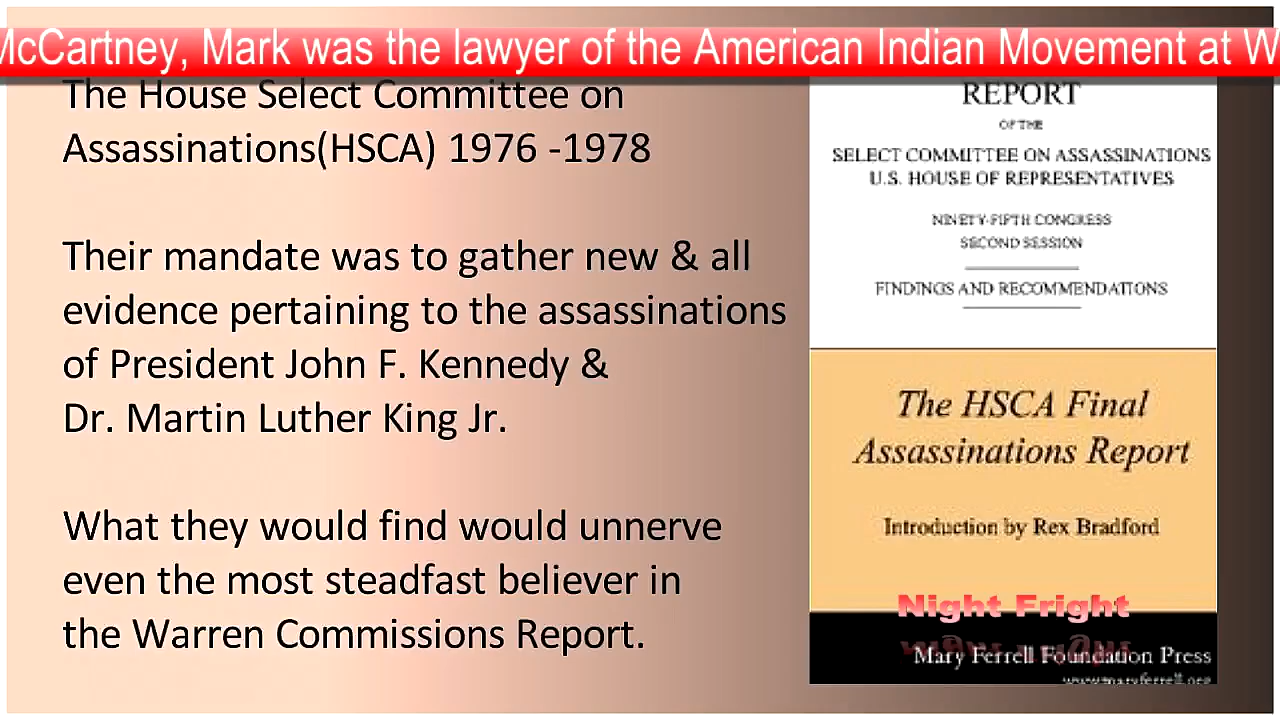 McCartney, Mark was the lawyer of the American Indian Movement at W
The House Select Committee on
Assassinations(HSCA) 1976 -1978
Their mandate was to gather new & all
evidence pertaining to the assassinations
of President John F. Kennedy &
Dr. Martin Luther King Jr.
What they would find would unnerve
even the most steadfast believer in
the Warren Commissions Report.
REPORT
OF THE
SELECT COMMITTEE ON ASSASSINATIONS
U.S. HOUSE OF REPRESENTATIVES
NINETY-FIFTH CONGRESS
SECOND SESSION
FINDINGS AND RECOMMENDATIONS
The HSCA Final
Assassinations Report
Introduction by Rex Bradford
Night Fright
Mary Ferrell Foundation Press
www.maryferrell.org